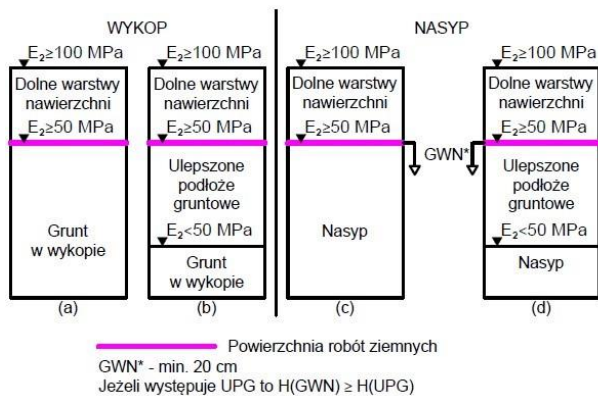 WYKOP
NASYP
E₂≥100 MPa
E₂≥100 MPa
E₂≥100 MPa
E₂≥100 MPa
Dolne warstwy
nawierzchni
Dolne warstwy
nawierzchni
Dolne warstwy
nawierzchni
Dolne warstwy
nawierzchni
E₂≥50 MPa
E₂≥50 MPa
E₂≥50 MPa
E₂≥50 MPa
GWN*
Grunt
w wykopie
Ulepszone
podłoże
gruntowe
E₂<50 MPa
Grunt
w wykopie
Nasyp
Ulepszone
podłoże
gruntowe
E₂<50 MPa
Nasyp
(a)
(b)
(c)
(d)
Powierzchnia robót ziemnych
GWN* - min. 20 cm
Jeżeli występuje UPG to H(GWN) ≥ H(UPG)